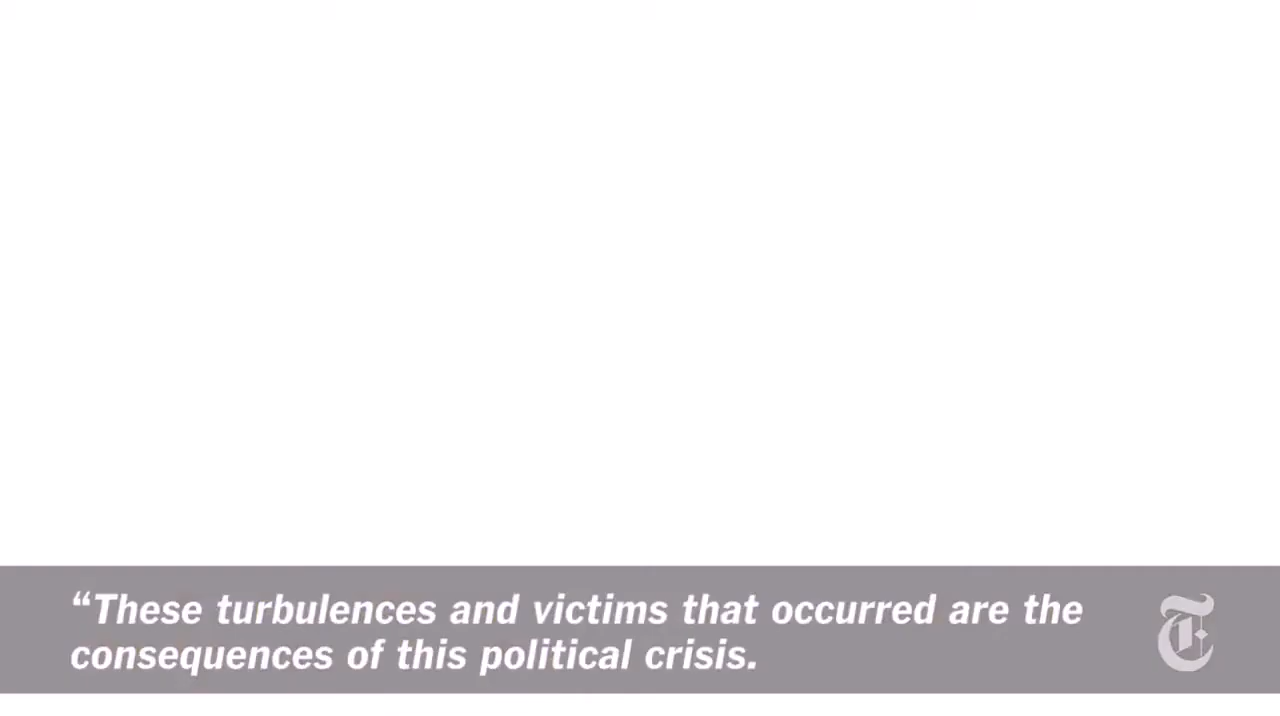 “These turbulences and victims that occurred are the
consequences of this political crisis.